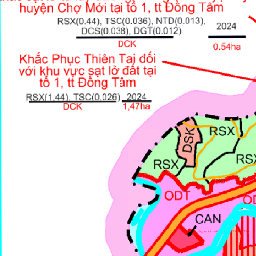 huyện Chợ Mới tại tổ 1, tt Đồng Tâm
RSX(0.44), TSC(0.036), NTD(0.013),
DCS(0.038), DGT(0.012)
2024
DCK
0.54ha
Khắc Phục Thiên Tai đối
với khu vực sạt lở đất tại
tổ 1, tt Đồng Tâm
RSX(1.44), TSC(0.026)
2024
DCK
1,47ha
DSK
RSX
RSX
RSX
ODT
CAN